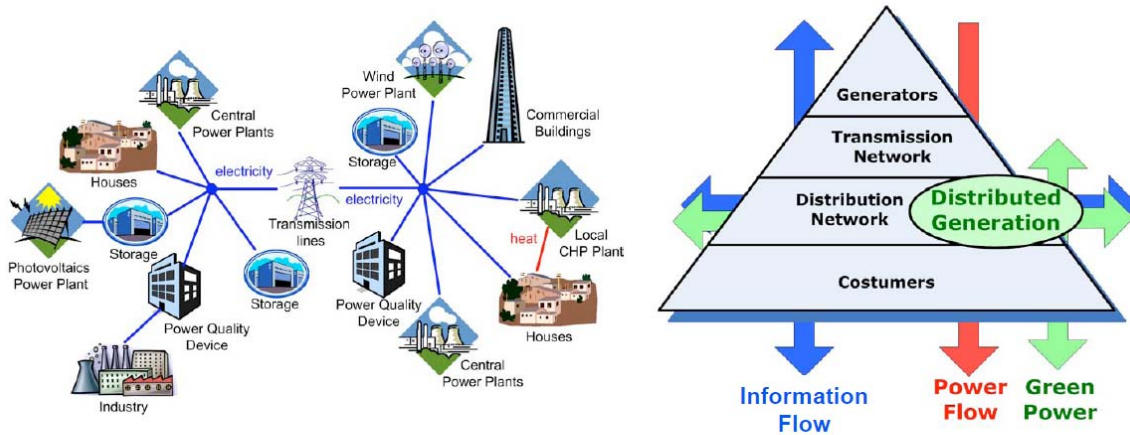 Central
Power Plants
Houses
Photovoltaics
Power Plant
Storage
Power Quality
Device
Industry
Storage
electricity
Transmission
lines
electricity
Wind
Power Plant
Storage
Commercial
Buildings
Local
CHP Plant
heat
Houses
Power Quality
Device
Central
Power Plants
Generators
Transmission
Network
Distribution
Network
Distributed
Generation
Costumers
Information
Flow
Power
Flow
Green
Power